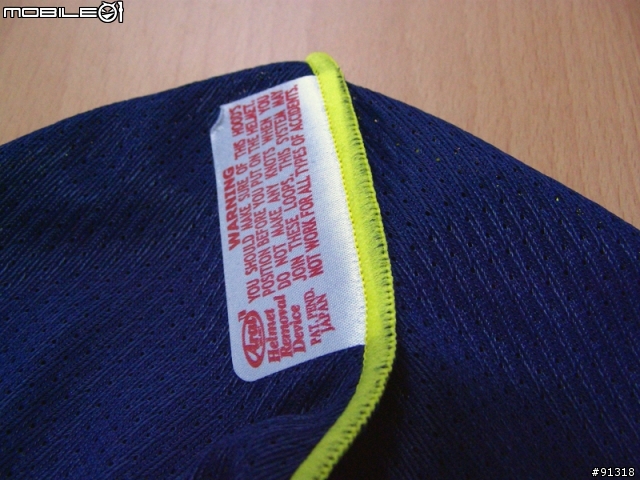 MOBILE01
WARNING
YOU SHOULD MAKE SURE OF THIS HOOD'S
POSITION BEFORE YOU PUT ON THE HELMET.
DO NOT MAKE ANY KNOTS WHEN YOU
JOIN THESE LOOPS. THIS SYSTEM MAY
NOT WORK FOR ALL TYPES OF ACCIDENTS.
Arai
Helmet
Removal
Device
PAT. PEND.
JAPAN
#91318